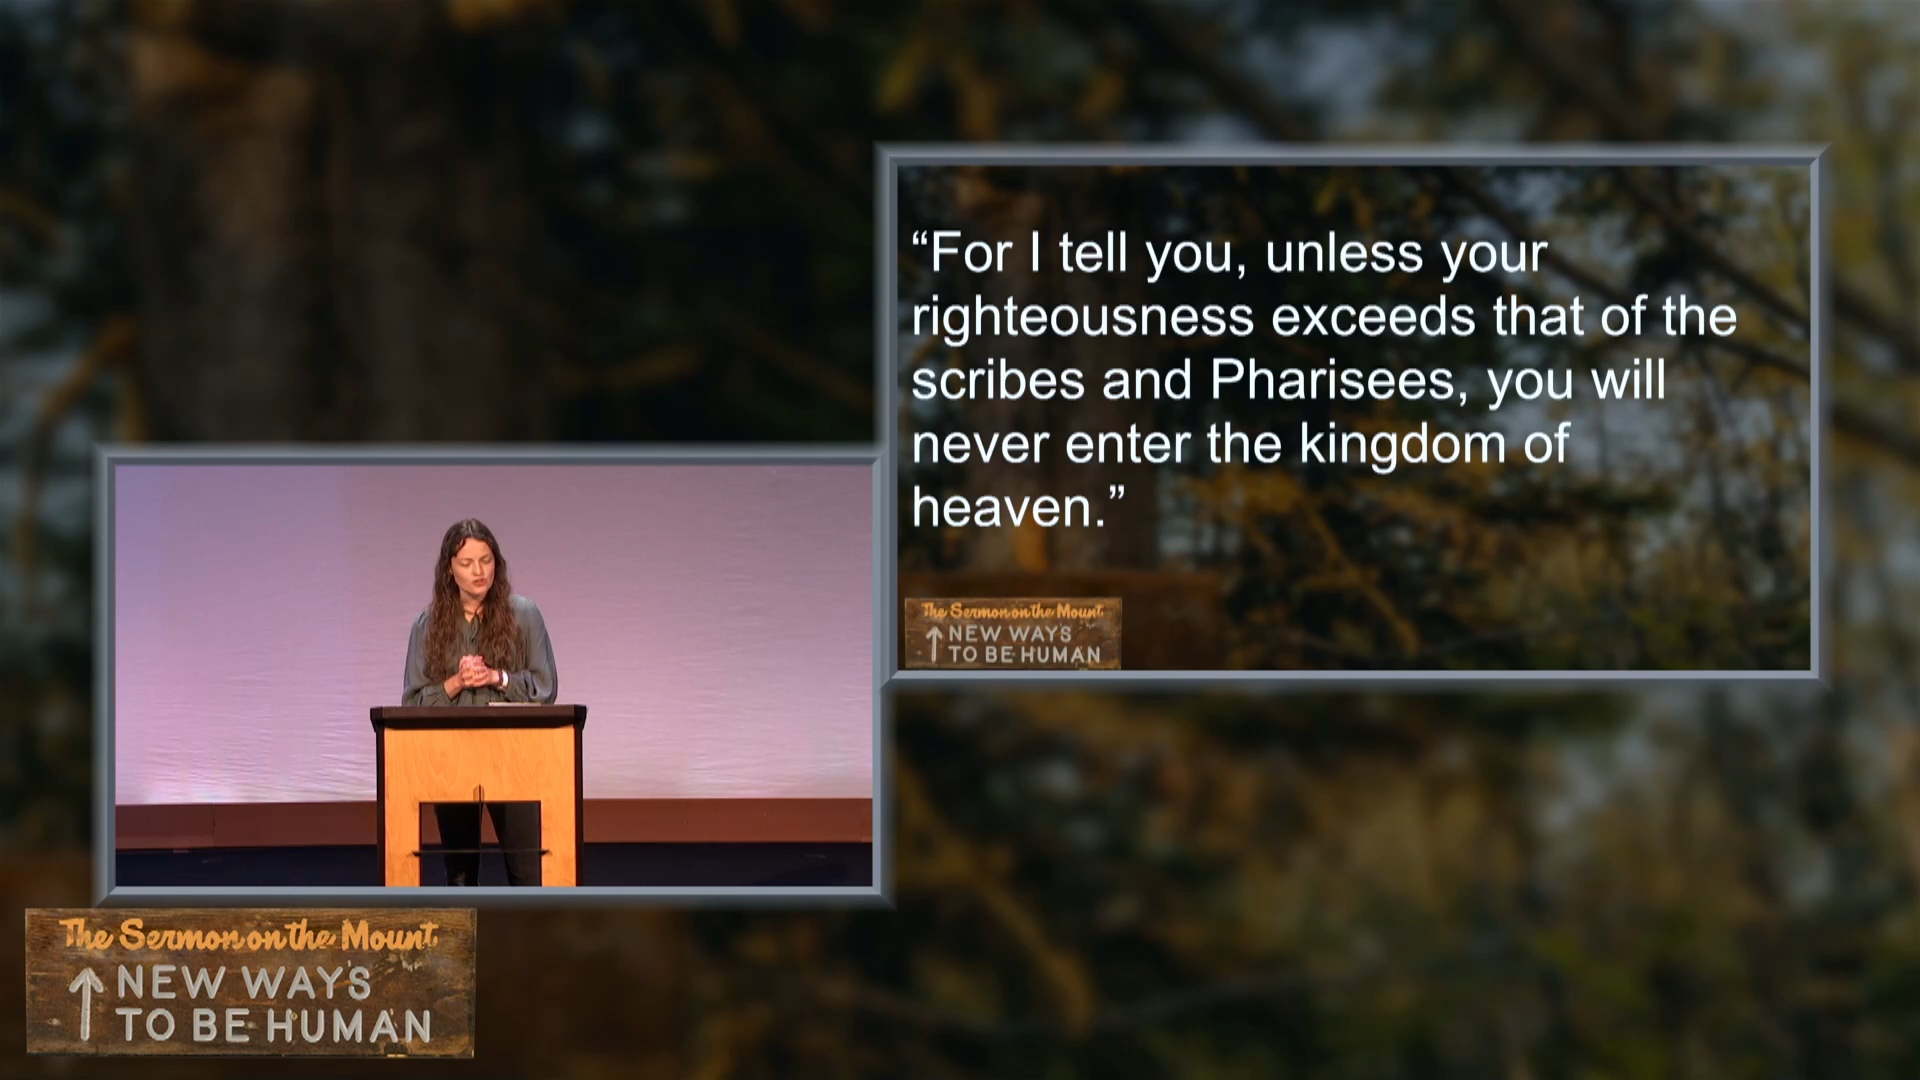 “For I tell you, unless your
righteousness exceeds that of the
scribes and Pharisees, you will
never enter the kingdom of
heaven.”
The Sermon on the Mount
NEW WAYS
TO BE HUMAN
The Sermon on the Mount
NEW WAYS
TO BE HUMAN